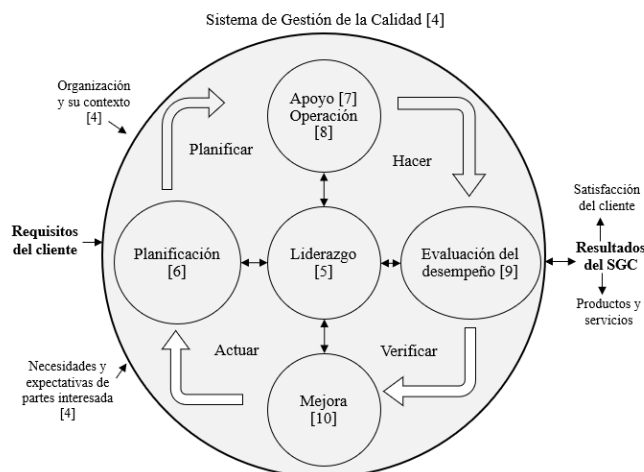 Sistema de Gestión de la Calidad [4]
Organización
y su contexto
[4]
Apoyo [7]
Operación
[8]
Planificar
Hacer
Requisitos
del cliente
Planificación
[6]
Liderazgo
[5]
Evaluación del
desempeño [9]
Satisfacción
del cliente
Resultados
del SGC
Productos y
servicios
Actuar
Verificar
Necesidades y
expectativas de
partes interesada
[4]
Mejora
[10]